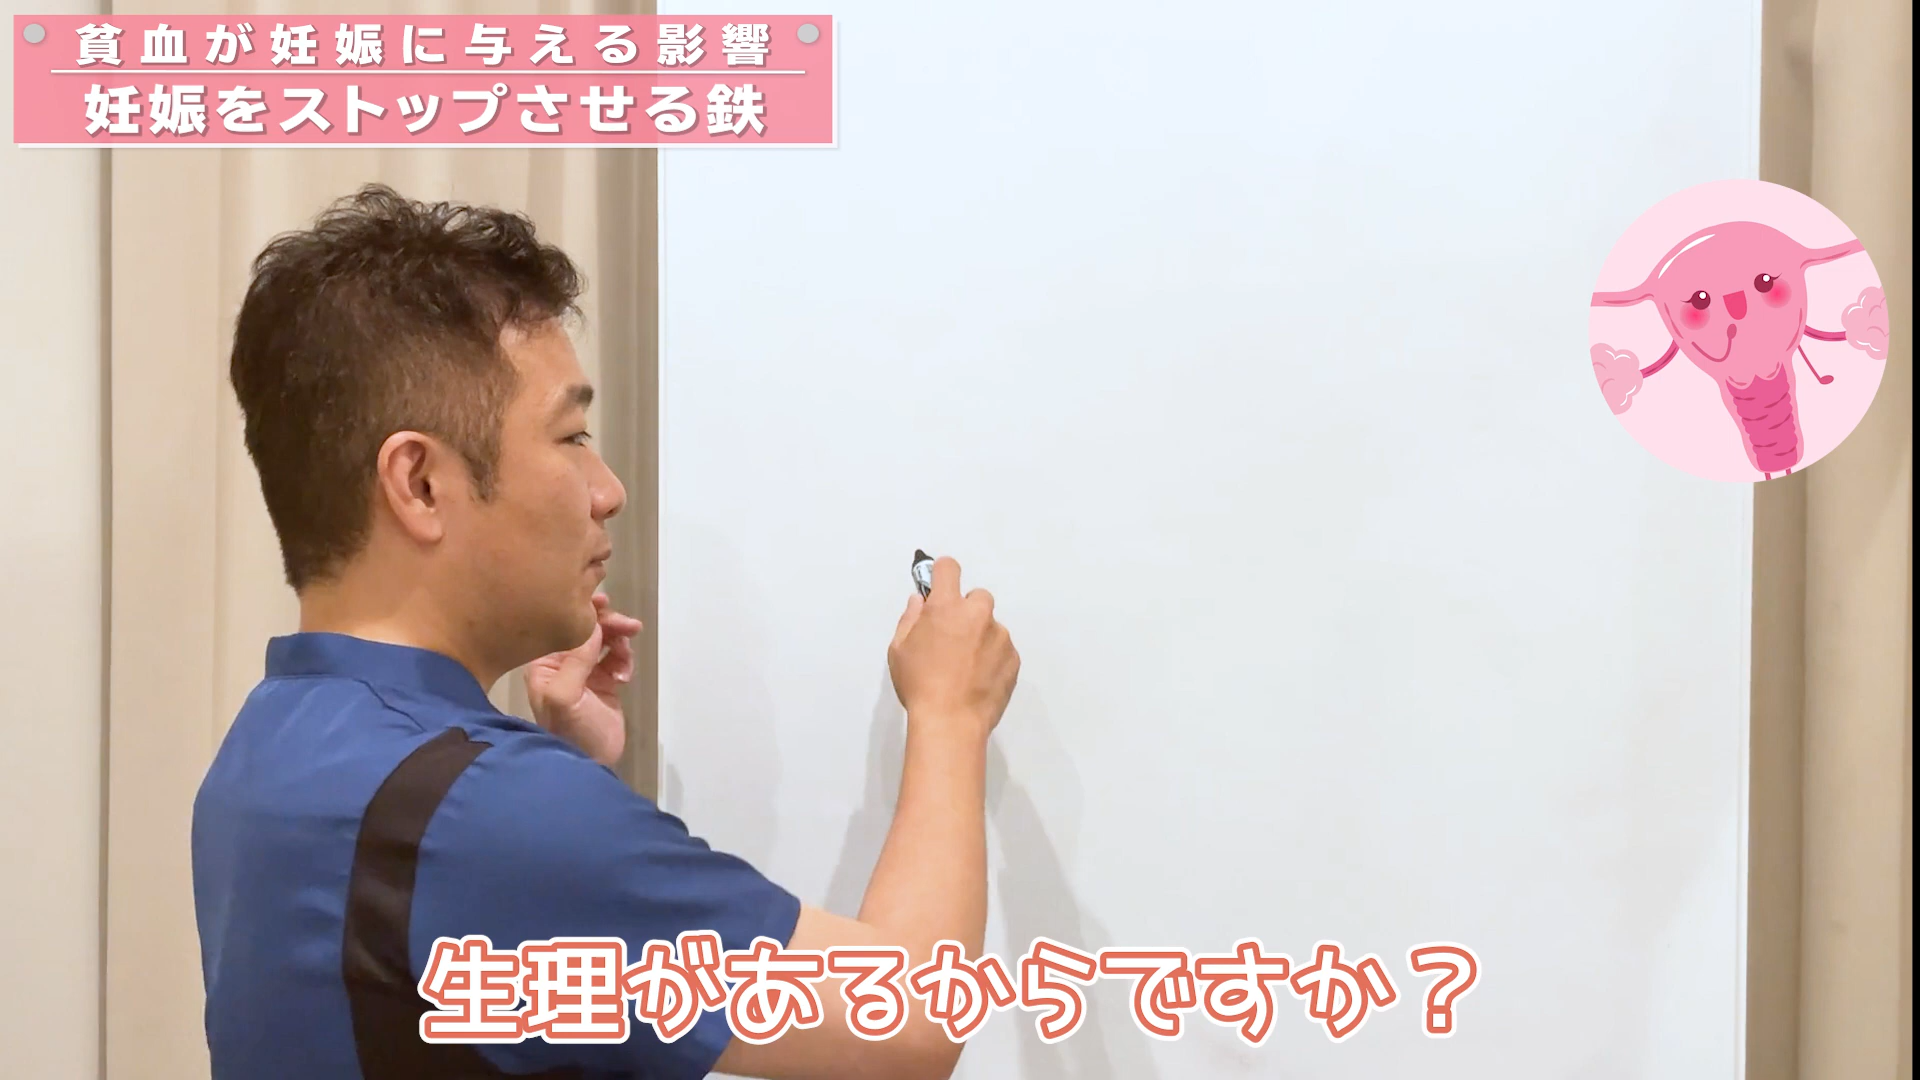 貧血が妊娠に与える影響
妊娠をストップさせる鉄
生理があるからですか？